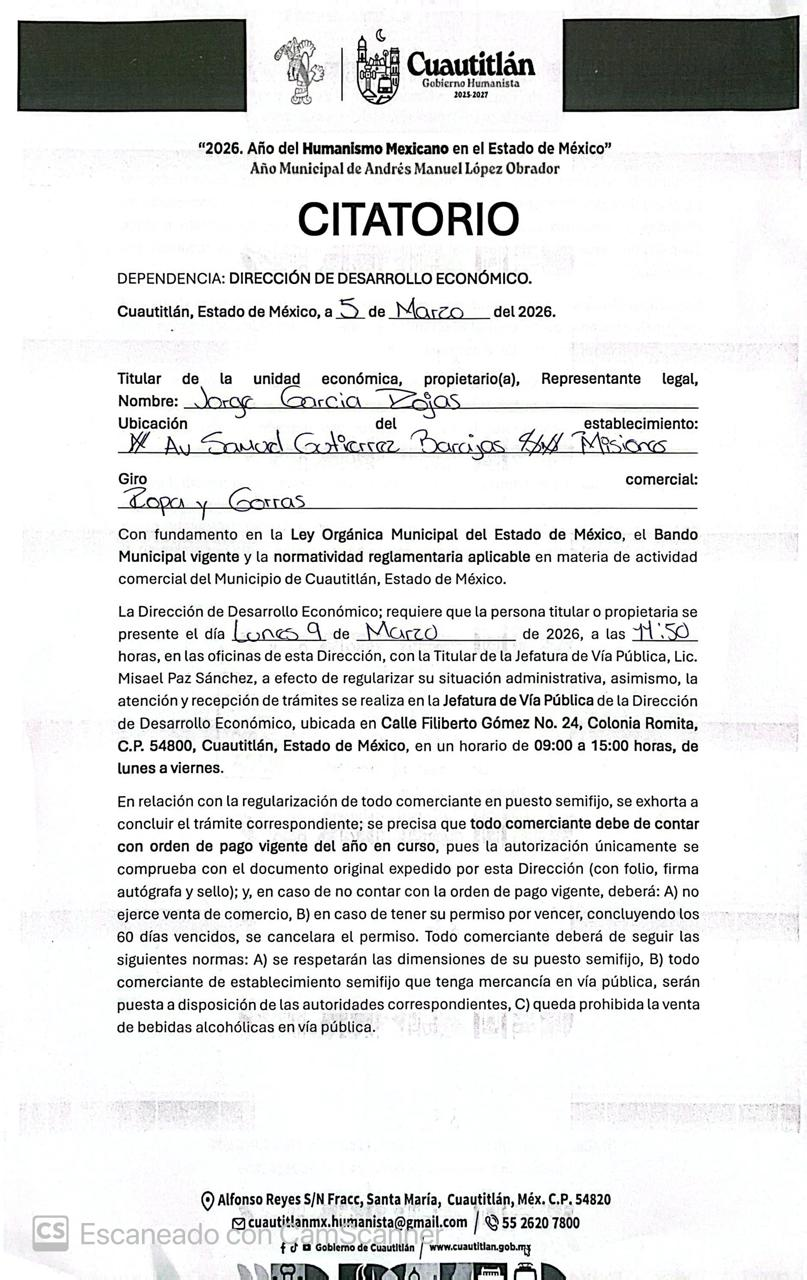 Cuautitlán
Gobierno Humanista
2025-2027
“2026. Año del Humanismo Mexicano en el Estado de México”
Año Municipal de Andrés Manuel López Obrador
CITATORIO
DEPENDENCIA: DIRECCIÓN DE DESARROLLO ECONÓMICO.
Cuautitlán, Estado de México, a 5 de Marzo del 2026.
Titular de la unidad económica, propietario(a), Representante legal,
Nombre: Jorge Garcia Rojas
Ubicación del establecimiento:
Av Samuel Gutierrez Barajas Misiones
Giro comercial:
Ropa y Gorras
Con fundamento en la Ley Orgánica Municipal del Estado de México, el Bando
Municipal vigente y la normatividad reglamentaria aplicable en materia de actividad
comercial del Municipio de Cuautitlán, Estado de México.
La Dirección de Desarrollo Económico; requiere que la persona titular o propietaria se
presente el día Lunes 9 de Marzo de 2026, a las 11:50
horas, en las oficinas de esta Dirección, con la Titular de la Jefatura de Vía Pública, Lic.
Misael Paz Sánchez, a efecto de regularizar su situación administrativa, asimismo, la
atención y recepción de trámites se realiza en la Jefatura de Vía Pública de la Dirección
de Desarrollo Económico, ubicada en Calle Filiberto Gómez No. 24, Colonia Romita,
C.P. 54800, Cuautitlán, Estado de México, en un horario de 09:00 a 15:00 horas, de
lunes a viernes.
En relación con la regularización de todo comerciante en puesto semifijo, se exhorta a
concluir el trámite correspondiente; se precisa que todo comerciante debe de contar
con orden de pago vigente del año en curso, pues la autorización únicamente se
comprueba con el documento original expedido por esta Dirección (con folio, firma
autógrafa y sello); y, en caso de no contar con la orden de pago vigente, deberá: A) no
ejerce venta de comercio, B) en caso de tener su permiso por vencer, concluyendo los
60 días vencidos, se cancelara el permiso. Todo comerciante deberá de seguir las
siguientes normas: A) se respetarán las dimensiones de su puesto semifijo, B) todo
comerciante de establecimiento semifijo que tenga mercancía en vía pública, serán
puesta a disposición de las autoridades correspondientes, C) queda prohibida la venta
de bebidas alcohólicas en vía pública.
Alfonso Reyes S/N Fracc, Santa María, Cuautitlán, Méx. C.P. 54820
cuautitlanmx.humanista@gmail.com / 55 2620 7800
Gobierno de Cuautitlán / www.cuautitlan.gob.mx
CS Escaneado con CamScanner